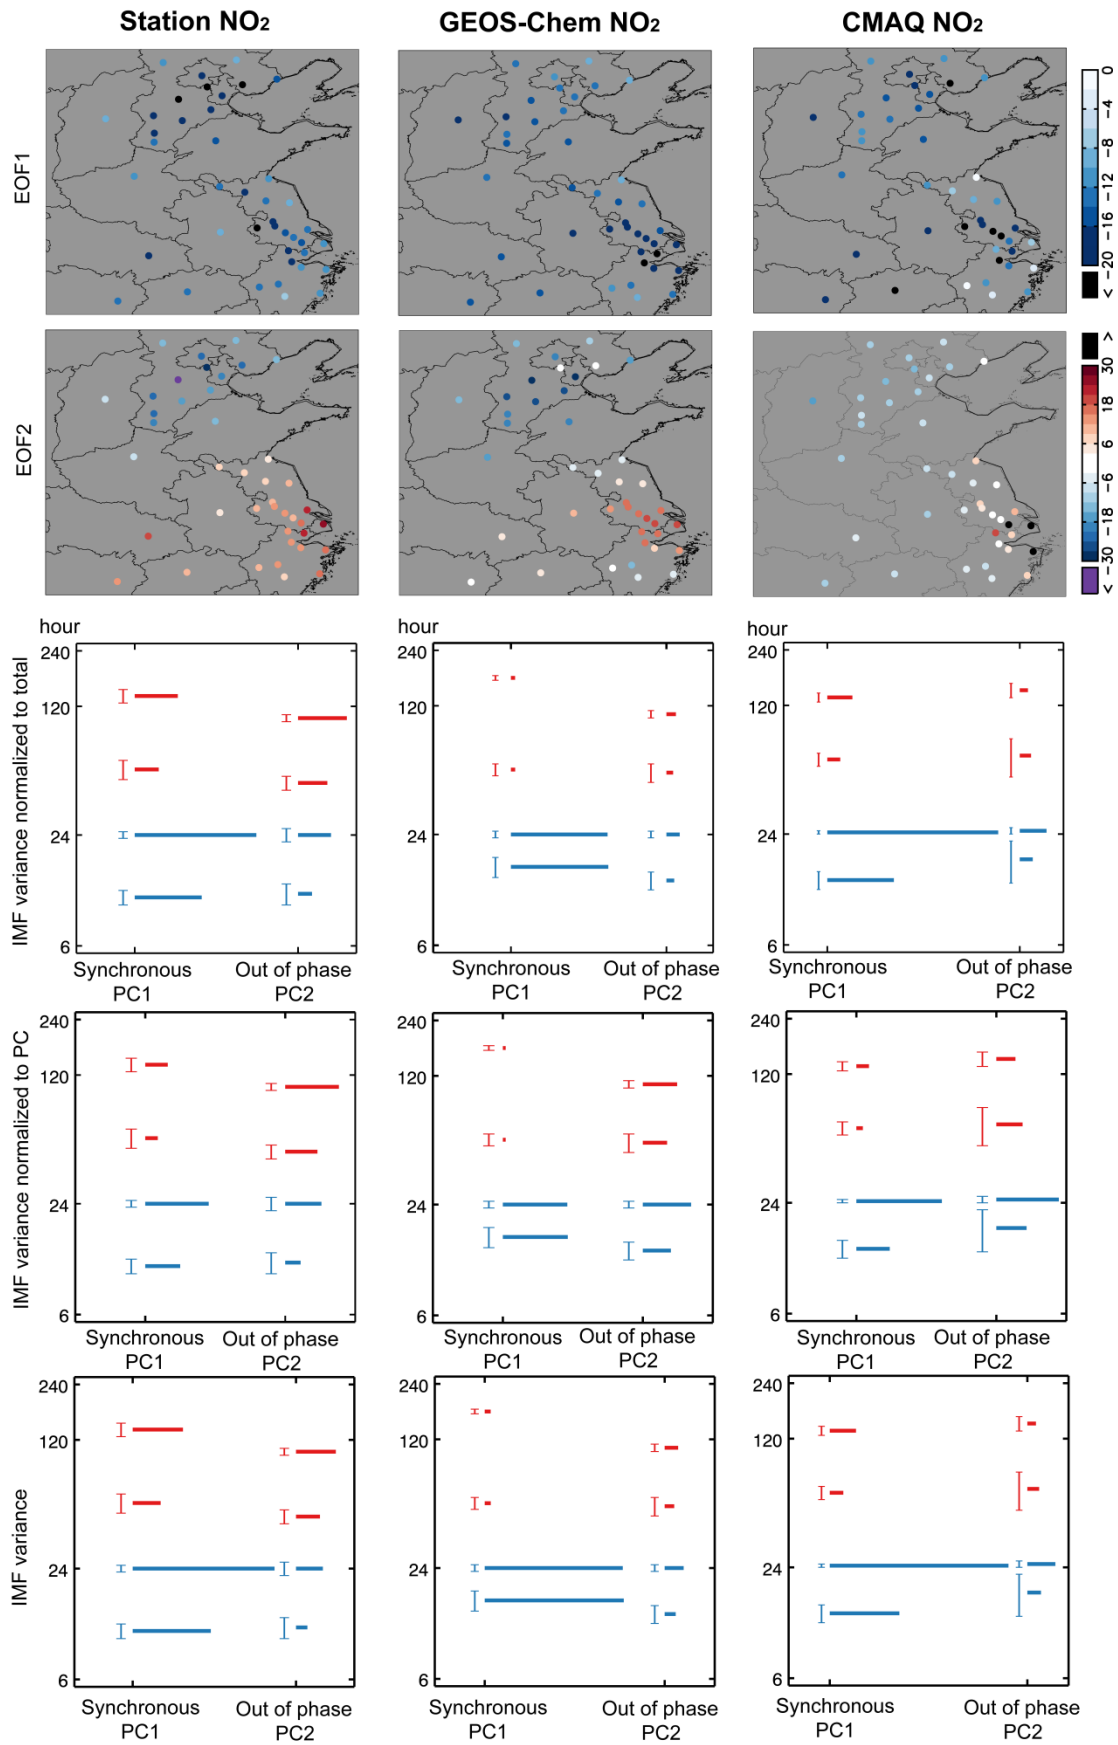 Station NO2
GEOS-Chem NO2
CMAQ NO2
EOF1
0
−4
−8
−12
−16
−20
<
EOF2
>
30
18
6
−6
−18
−30
<
IMF variance normalized to total
hour
240
120
24
6
Synchronous
PC1
Out of phase
PC2
hour
240
120
24
6
Synchronous
PC1
Out of phase
PC2
hour
240
120
24
6
Synchronous
PC1
Out of phase
PC2
IMF variance normalized to PC
240
120
24
6
Synchronous
PC1
Out of phase
PC2
240
120
24
6
Synchronous
PC1
Out of phase
PC2
240
120
24
6
Synchronous
PC1
Out of phase
PC2
IMF variance
240
120
24
6
Synchronous
PC1
Out of phase
PC2
240
120
24
6
Synchronous
PC1
Out of phase
PC2
240
120
24
6
Synchronous
PC1
Out of phase
PC2